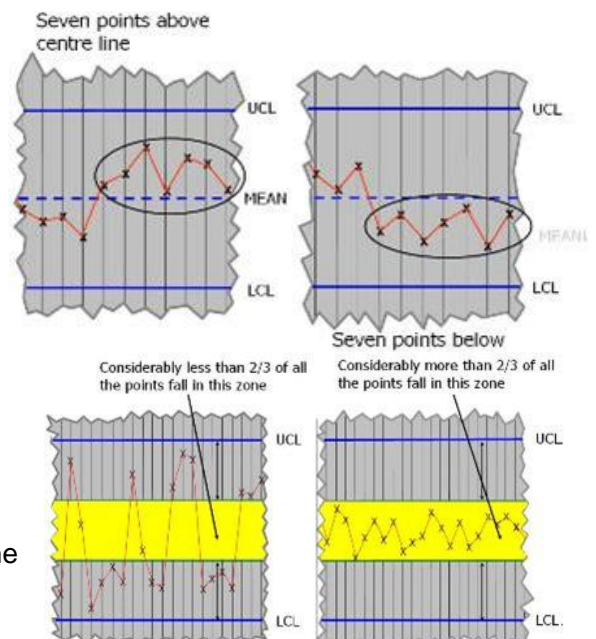 Seven points above
centre line
UCL
UCL
MEAN
MEAN
LCL
LCL
Seven points below
Considerably less than 2/3 of all
the points fall in this zone
Considerably more than 2/3 of all
the points fall in this zone
UCL
UCL
ne
LCL
LCL.